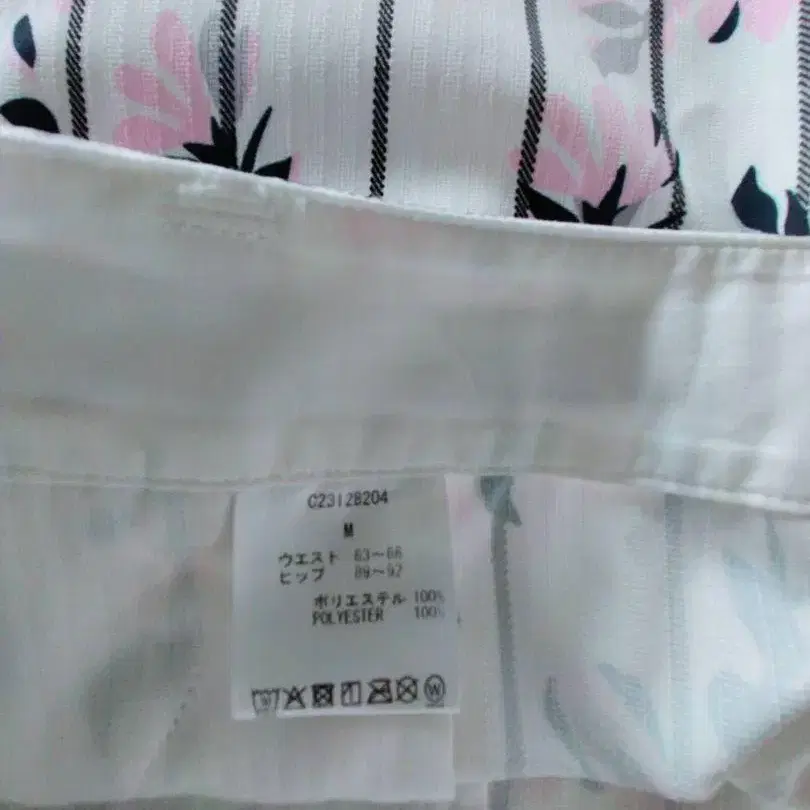 C23128204
M
ウエスト 63～66
ヒップ 89～92
ポリエステル 100%
POLYESTER 100%